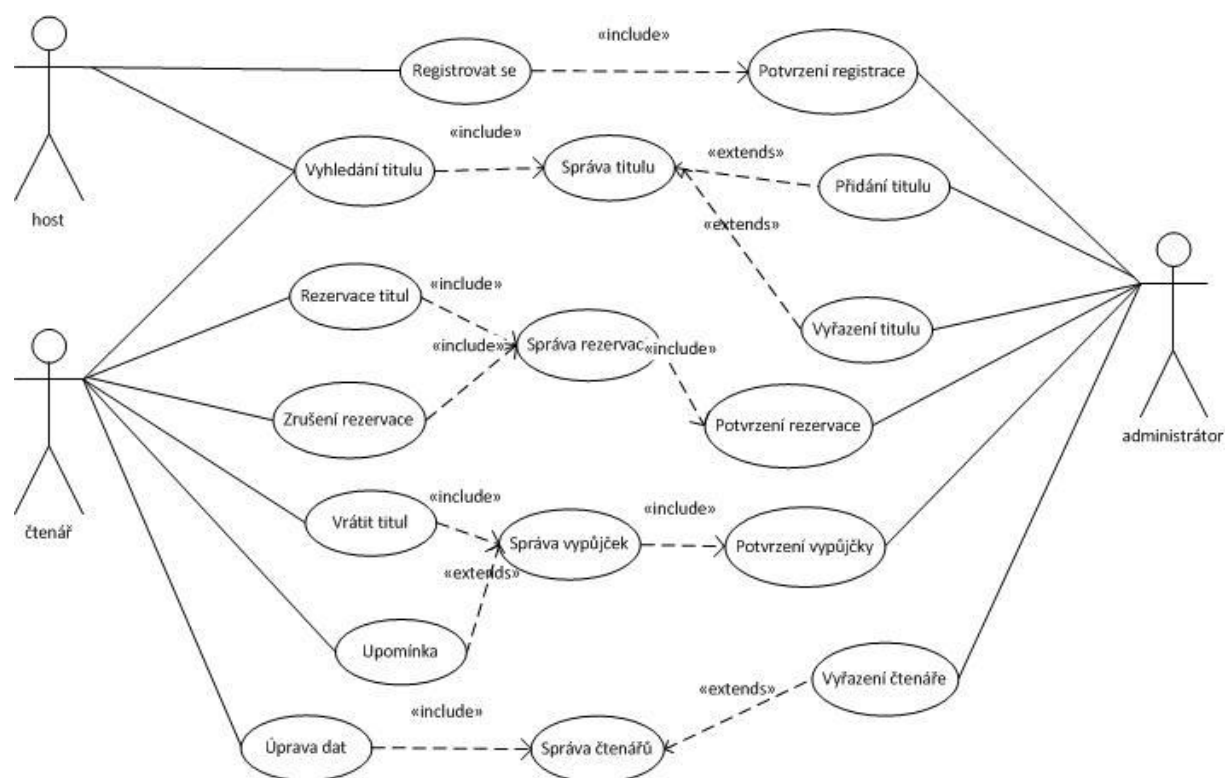 «include»
Registrovat se
Potvrzení registrace
«include»
«extends»
Vyhledání titulu
Správa titulu
Přidání titulu
host
«extends»
«include»
Rezervace titul
Vyřazení titulu
«include»
Správa rezervac
«include»
Zrušení rezervace
Potvrzení rezervace
administrátor
«include»
«include»
Vrátit titul
čtenář
Správa vypůjček
Potvrzení vypůjčky
«extends»
Upomínka
Vyřazení čtenáře
«extends»
«include»
Úprava dat
Správa čtenářů